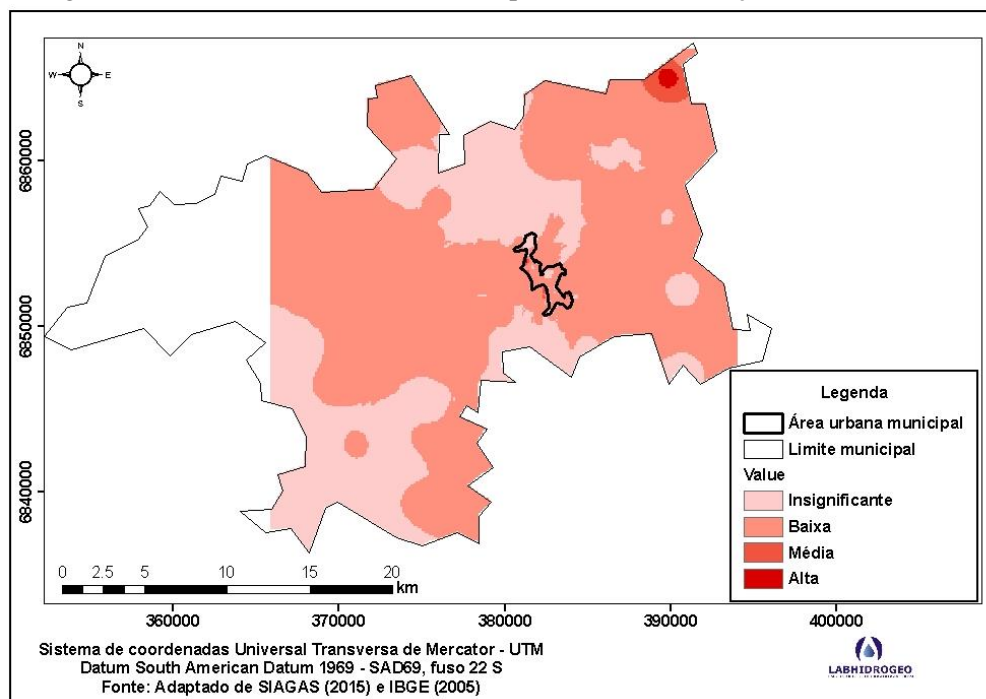 N
W E
S
6860000
6850000
6840000
0 2.5 5 10 15 20
km
360000 370000 380000 390000 400000
Legenda
Área urbana municipal
Limite municipal
Value
Insignificante
Baixa
Média
Alta
Sistema de coordenadas Universal Transversa de Mercator - UTM
Datum South American Datum 1969 - SAD69, fuso 22 S
Fonte: Adaptado de SIAGAS (2015) e IBGE (2005)
LABHIDROGEO